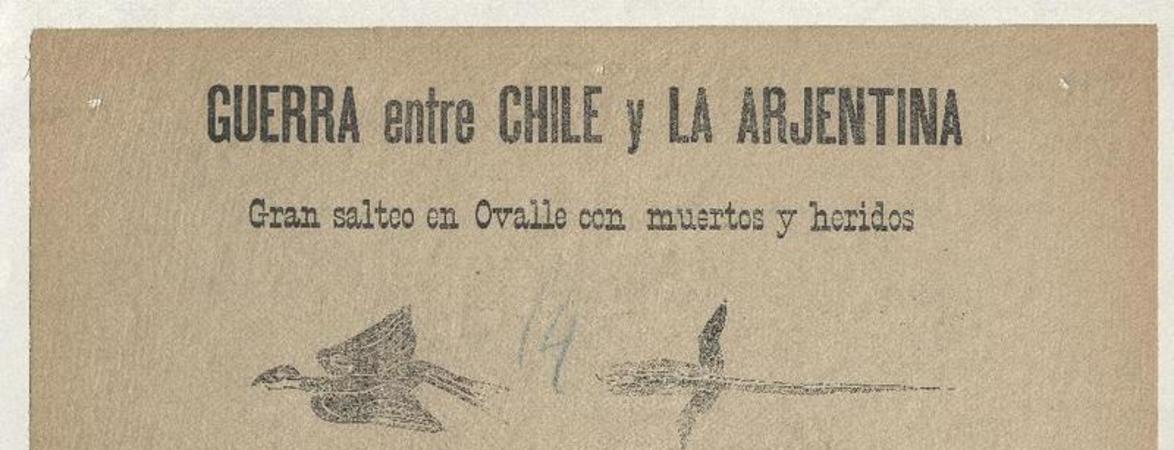 GUERRA entre CHILE y LA ARJENTINA
Gran salteo en Ovalle con muertos y heridos
14